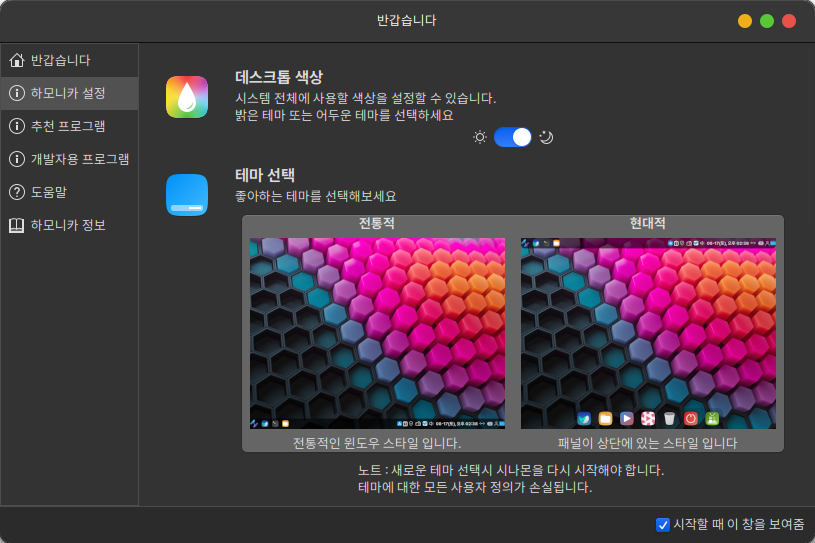 반갑습니다
반갑습니다
하모니카 설정
추천 프로그램
개발자용 프로그램
도움말
하모니카 정보
데스크톱 색상
시스템 전체에 사용할 색상을 설정할 수 있습니다.
밝은 테마 또는 어두운 테마를 선택하세요
테마 선택
좋아하는 테마를 선택해보세요
전통적
현대적
전통적인 윈도우 스타일 입니다.
패널이 상단에 있는 스타일 입니다
노트 : 새로운 테마 선택시 시나몬을 다시 시작해야 합니다.
테마에 대한 모든 사용자 정의가 손실됩니다.
시작할 때 이 창을 보여줌